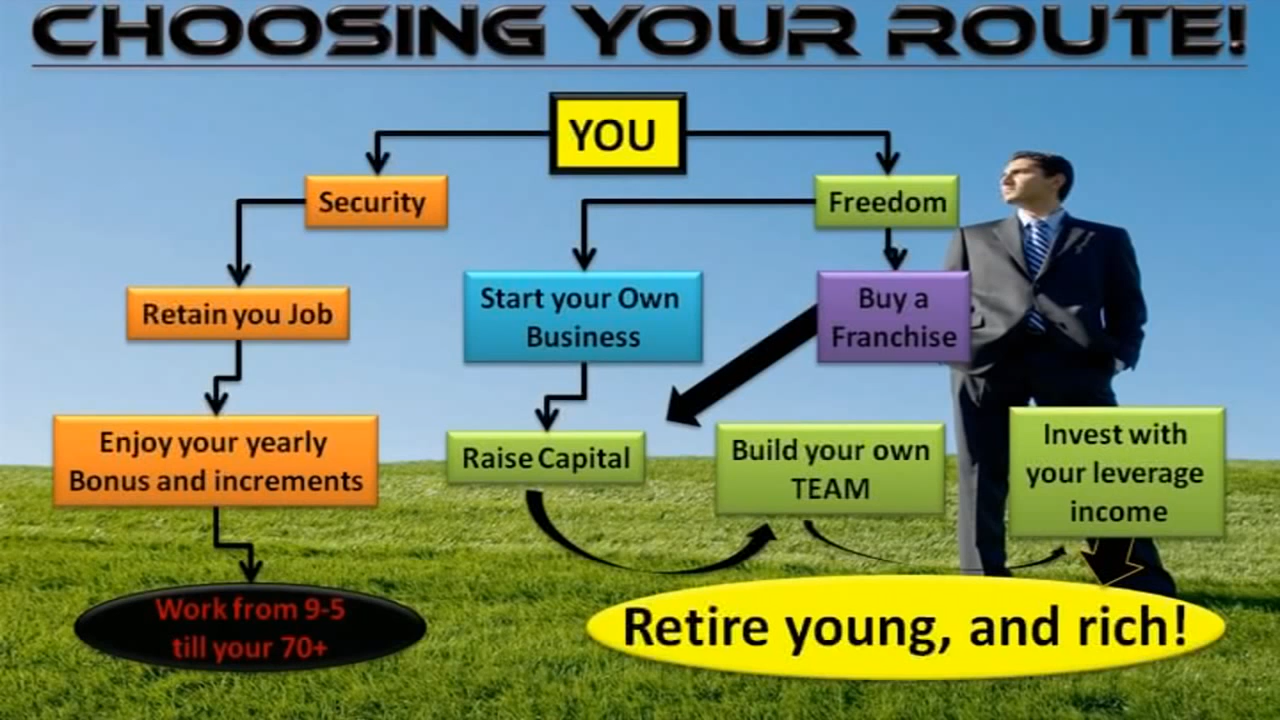 CHOOSING YOUR ROUTE!
YOU
Security
Freedom
Retain you Job
Start your Own
Business
Buy a
Franchise
Enjoy your yearly
Bonus and increments
Raise Capital
Build your own
TEAM
Invest with
your leverage
income
Work from 9-5
till your 70+
Retire young, and rich!